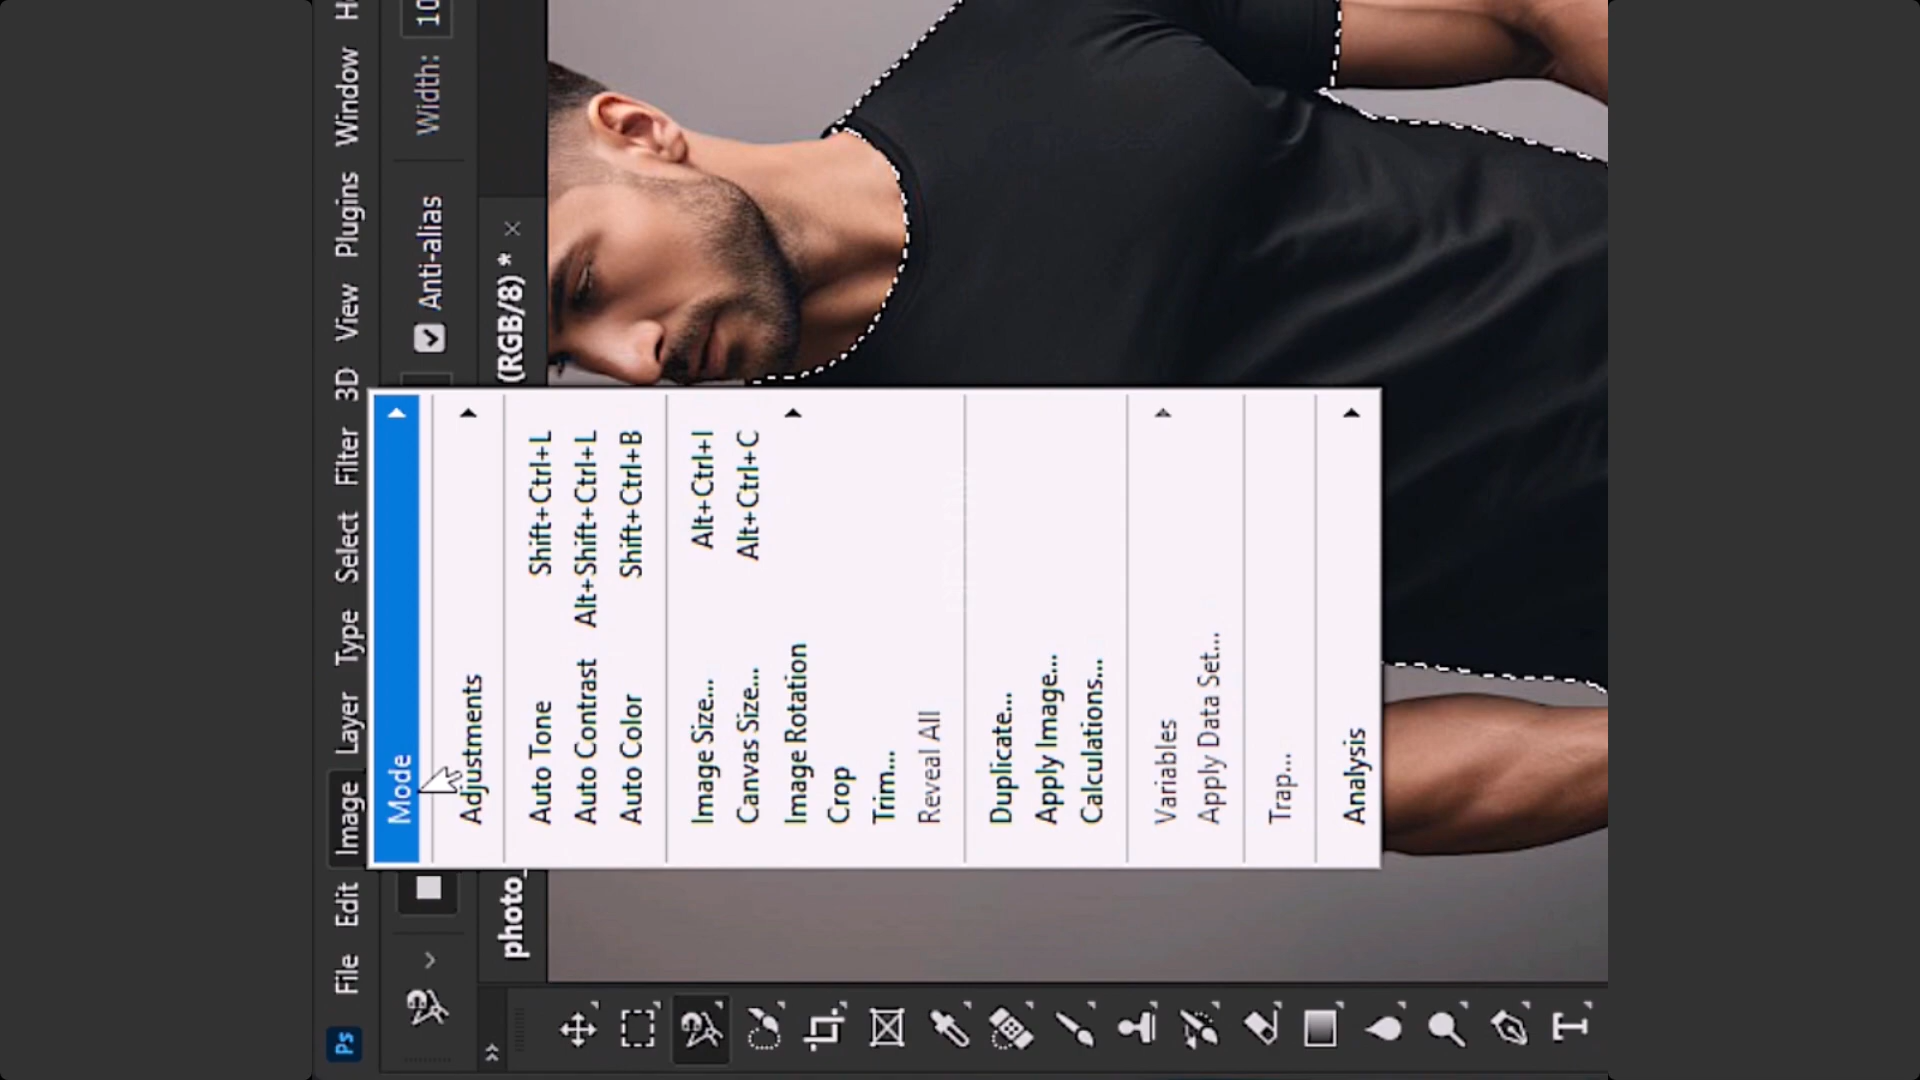 Ps File Edit Image Layer Type Select Filter 3D View Plugins Window
Anti-alias Width: 10
photo_ (RGB/8) * ×
Mode
Adjustments
Auto Tone Shift+Ctrl+L
Auto Contrast Alt+Shift+Ctrl+L
Auto Color Shift+Ctrl+B
Image Size... Alt+Ctrl+I
Canvas Size... Alt+Ctrl+C
Image Rotation
Crop
Trim...
Reveal All
Duplicate...
Apply Image...
Calculations...
Variables
Apply Data Set...
Trap...
Analysis